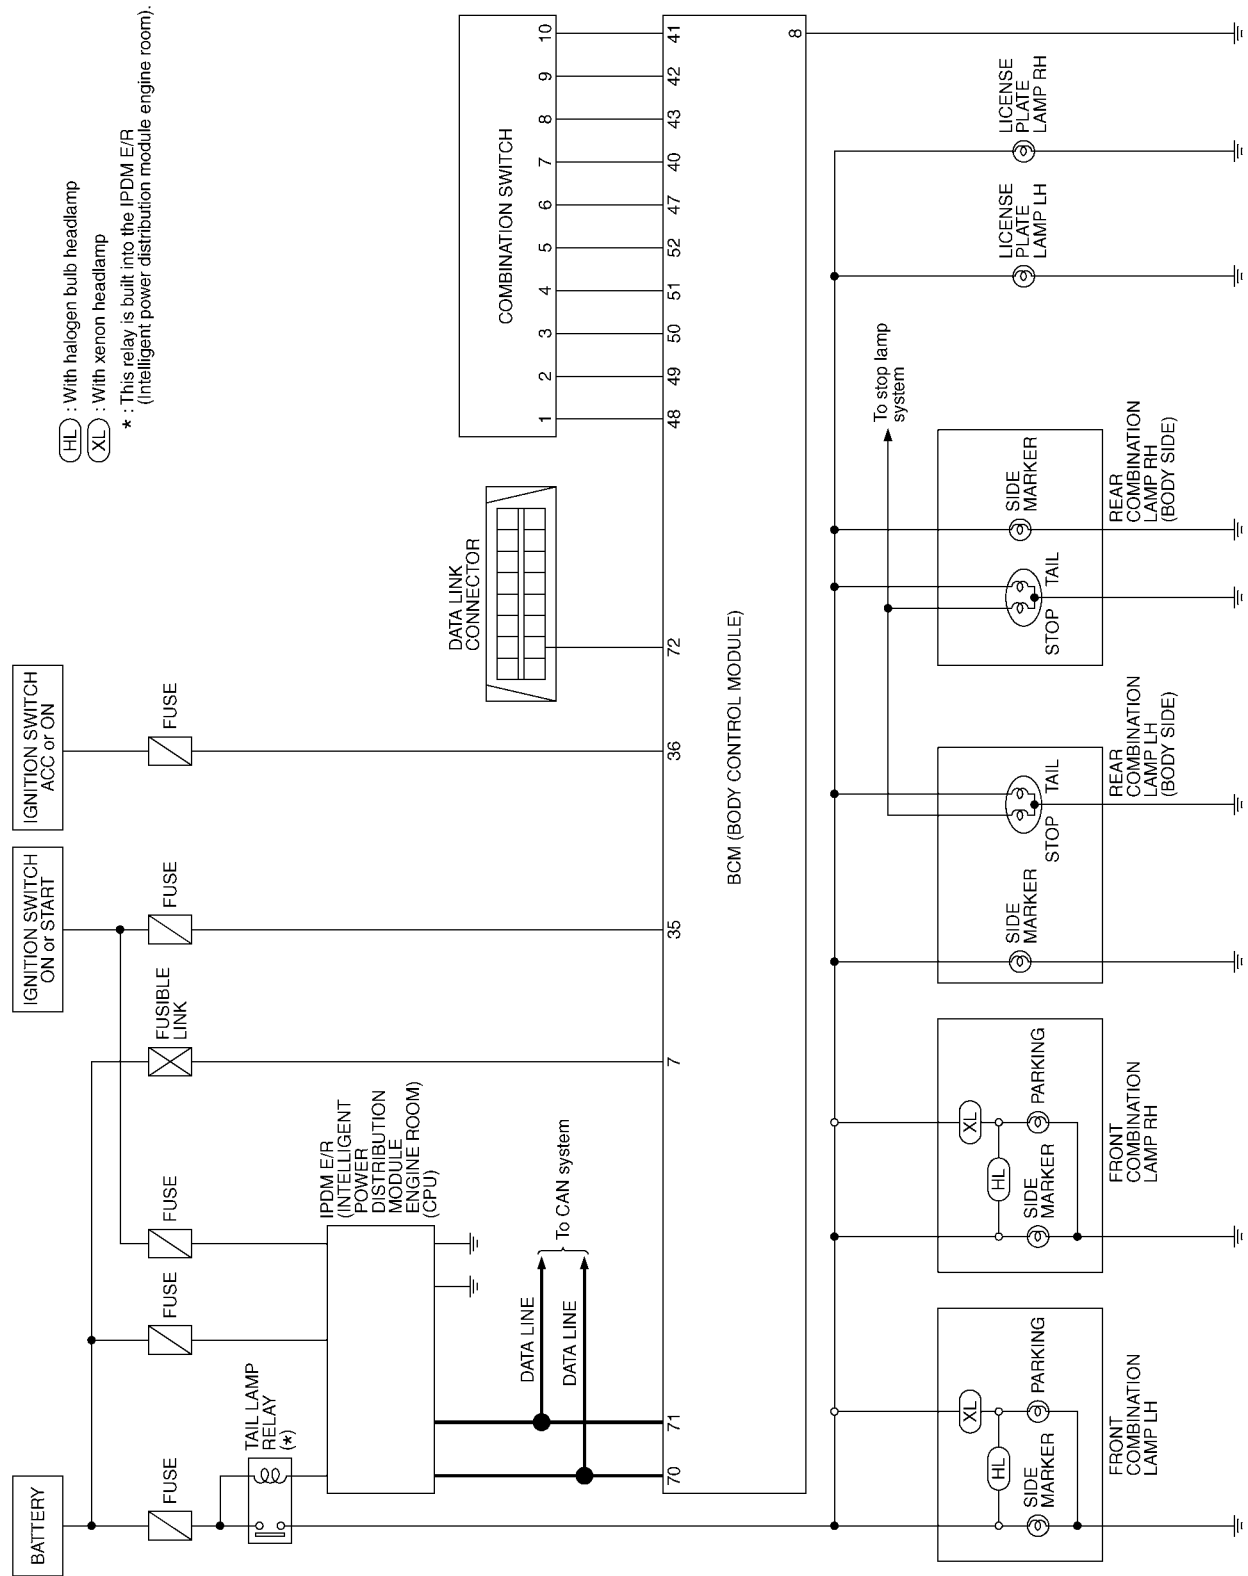 HL : With halogen bulb headlamp
XL : With xenon headlamp
* : This relay is built into the IPDM E/R
(Intelligent power distribution module engine room).
BATTERY
IGNITION SWITCH
ON or START
IGNITION SWITCH
ACC or ON
FUSE
FUSE
FUSE
FUSIBLE
LINK
FUSE
FUSE
TAIL LAMP
RELAY
(*)
IPDM E/R
(INTELLIGENT
POWER
DISTRIBUTION
MODULE
ENGINE ROOM)
(CPU)
DATA LINE
DATA LINE
To CAN system
DATA LINK
CONNECTOR
COMBINATION SWITCH
1 2 3 4 5 6 7 8 9 10
70 71 7 35 36 72 48 49 50 51 52 47 40 43 42 41
BCM (BODY CONTROL MODULE)
8
To stop lamp
system
HL
XL
SIDE
MARKER
PARKING
FRONT
COMBINATION
LAMP LH
HL
XL
SIDE
MARKER
PARKING
FRONT
COMBINATION
LAMP RH
SIDE
MARKER
STOP
TAIL
REAR
COMBINATION
LAMP LH
(BODY SIDE)
STOP
TAIL
SIDE
MARKER
REAR
COMBINATION
LAMP RH
(BODY SIDE)
LICENSE
PLATE
LAMP LH
LICENSE
PLATE
LAMP RH